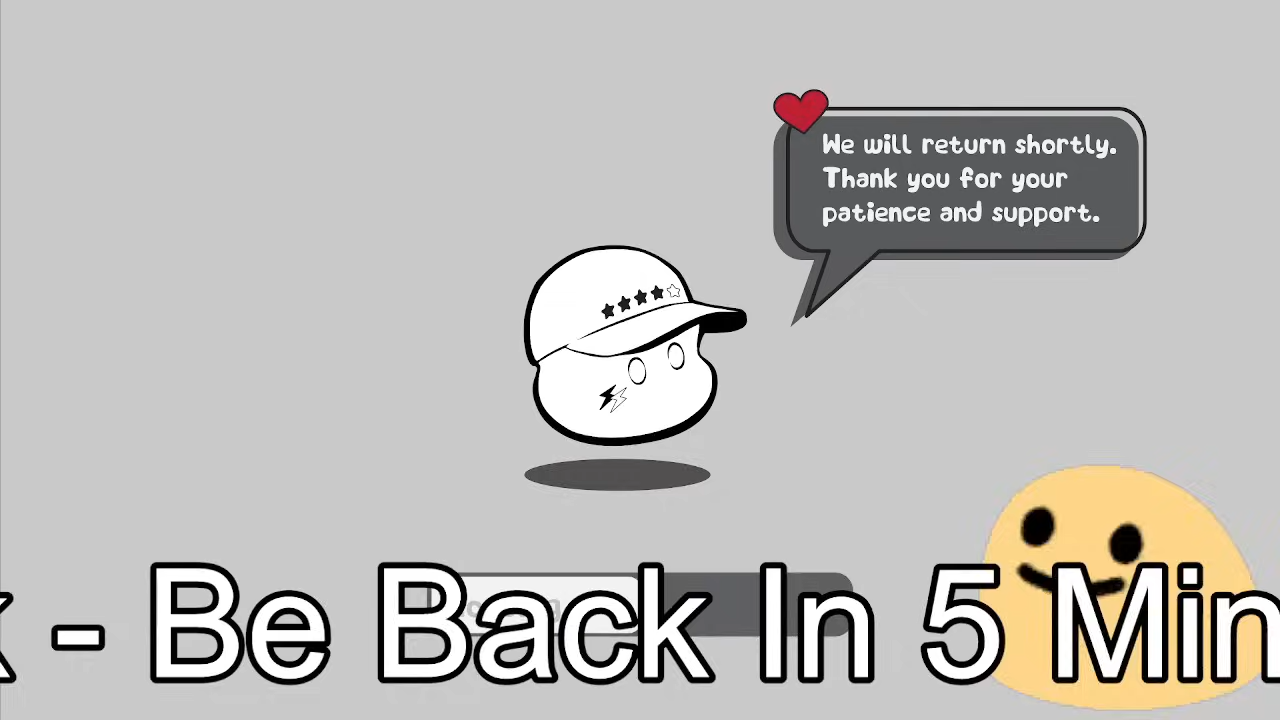 We will return shortly.
Thank you for your
patience and support.
- Be Back In 5 Min